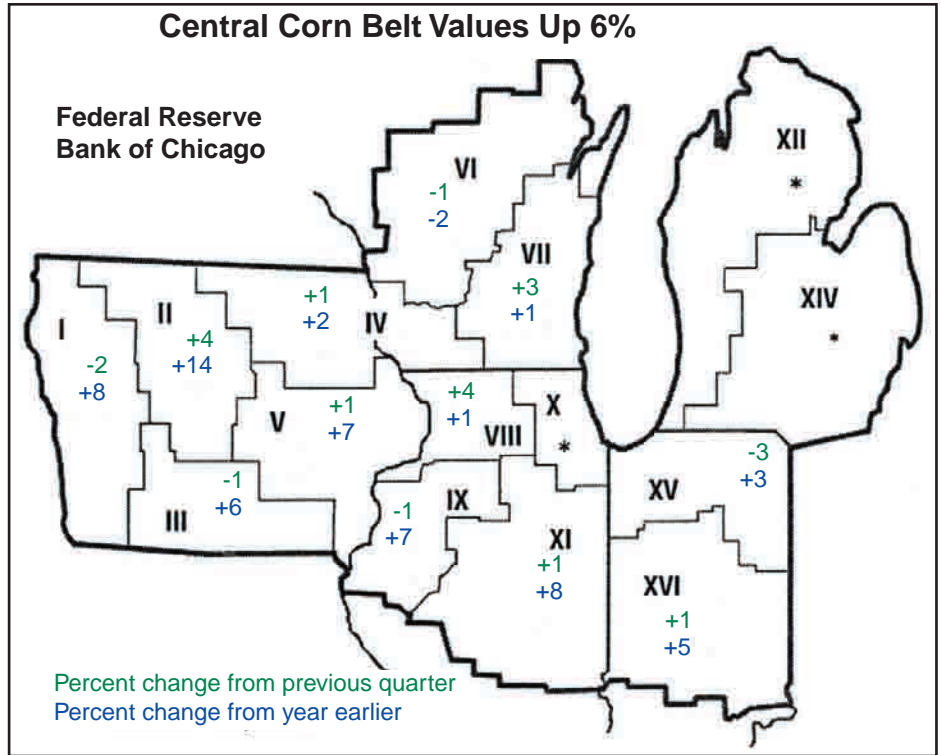 Central Corn Belt Values Up 6%
Federal Reserve
Bank of Chicago
VI
-1
-2
VII
+3
+1
XII
*
XIV
*
I
-2
+8
II
+4
+14
+1
+2
IV
V
+1
+7
III
-1
+6
+4
+1
VIII
X
*
IX
-1
+7
XI
+1
+8
XV
-3
+3
XVI
+1
+5
Percent change from previous quarter
Percent change from year earlier